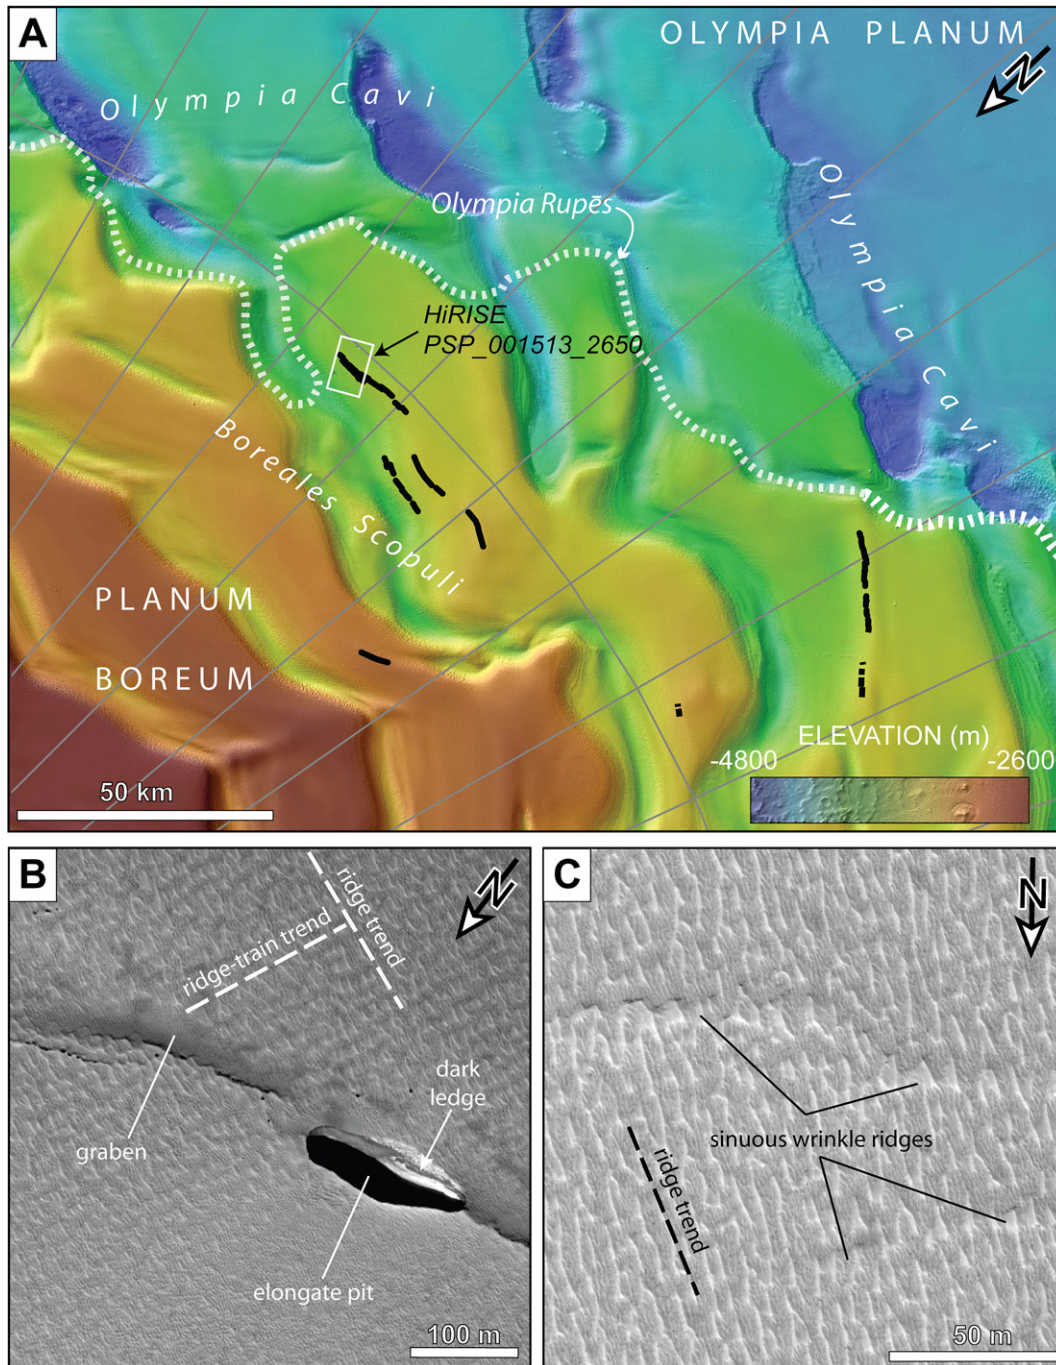 A
OLYMPIA PLANUM
N
Olympia Cavi
Olympia Rupēs
Olympia Cavi
HiRISE
PSP_001513_2650
Boreales Scopuli
PLANUM
BOREUM
ELEVATION (m)
-4800
-2600
50 km
B
N
ridge trend
ridge-train trend
dark
ledge
graben
elongate pit
100 m
C
N
sinuous wrinkle ridges
ridge trend
50 m